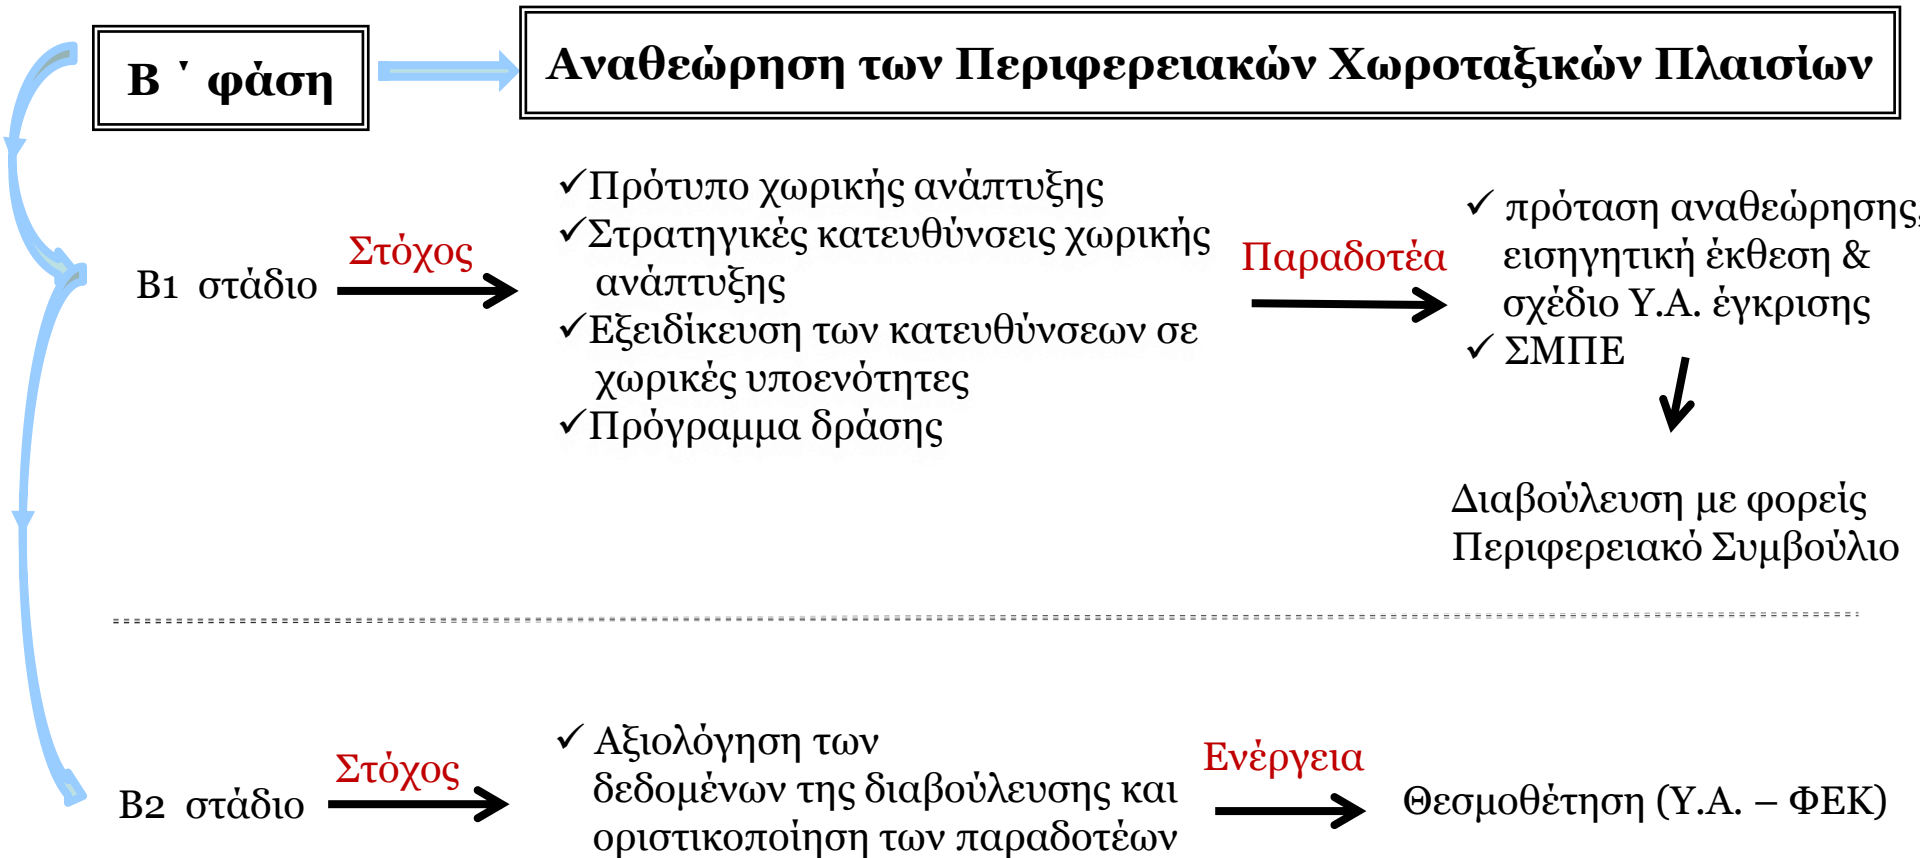 Β ΄ φάση
Αναθεώρηση των Περιφερειακών Χωροταξικών Πλαισίων
Β1 στάδιο
Στόχος
✓Πρότυπο χωρικής ανάπτυξης
✓Στρατηγικές κατευθύνσεις χωρικής
ανάπτυξης
✓Εξειδίκευση των κατευθύνσεων σε
χωρικές υποενότητες
✓Πρόγραμμα δράσης
Παραδοτέα
✓ πρόταση αναθεώρησης,
εισηγητική έκθεση &
σχέδιο Υ.Α. έγκρισης
✓ ΣΜΠΕ
Διαβούλευση με φορείς
Περιφερειακό Συμβούλιο
Β2 στάδιο
Στόχος
✓ Αξιολόγηση των
δεδομένων της διαβούλευσης και
οριστικοποίηση των παραδοτέων
Ενέργεια
Θεσμοθέτηση (Υ.Α. – ΦΕΚ)